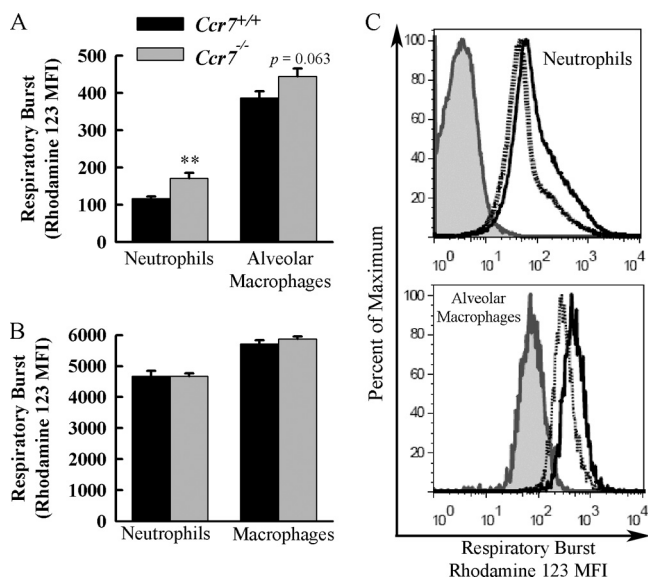 A
Ccr7+/+
Ccr7-/-
Respiratory Burst
(Rhodamine 123 MFI)
500
400
300
200
100
0
**
p = 0.063
Neutrophils
Alveolar
Macrophages
B
Respiratory Burst
(Rhodamine 123 MFI)
6000
5000
4000
3000
2000
1000
0
Neutrophils
Macrophages
C
Percent of Maximum
100
80
60
40
20
Neutrophils
10^0 10^1 10^2 10^3 10^4
100
80
60
40
20
Alveolar
Macrophages
10^0 10^1 10^2 10^3 10^4
Respiratory Burst
Rhodamine 123 MFI